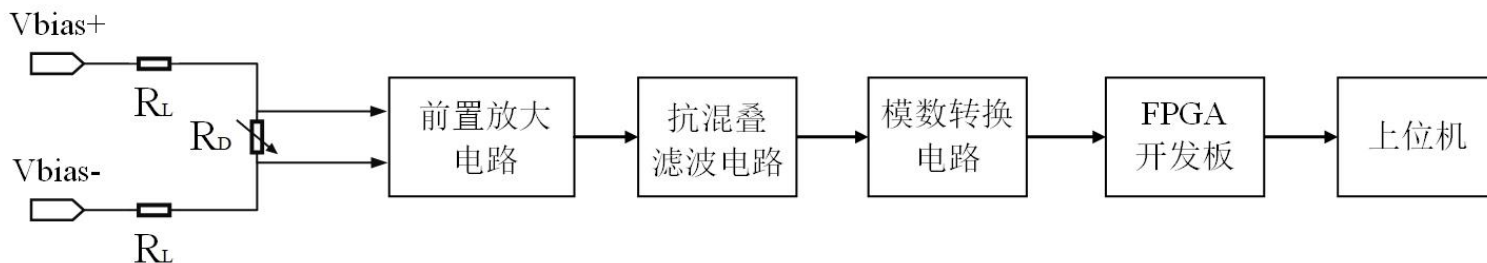 Vbias+
RL
RD
Vbias-
RL
前置放大
电路
抗混叠
滤波电路
模数转换
电路
FPGA
开发板
上位机